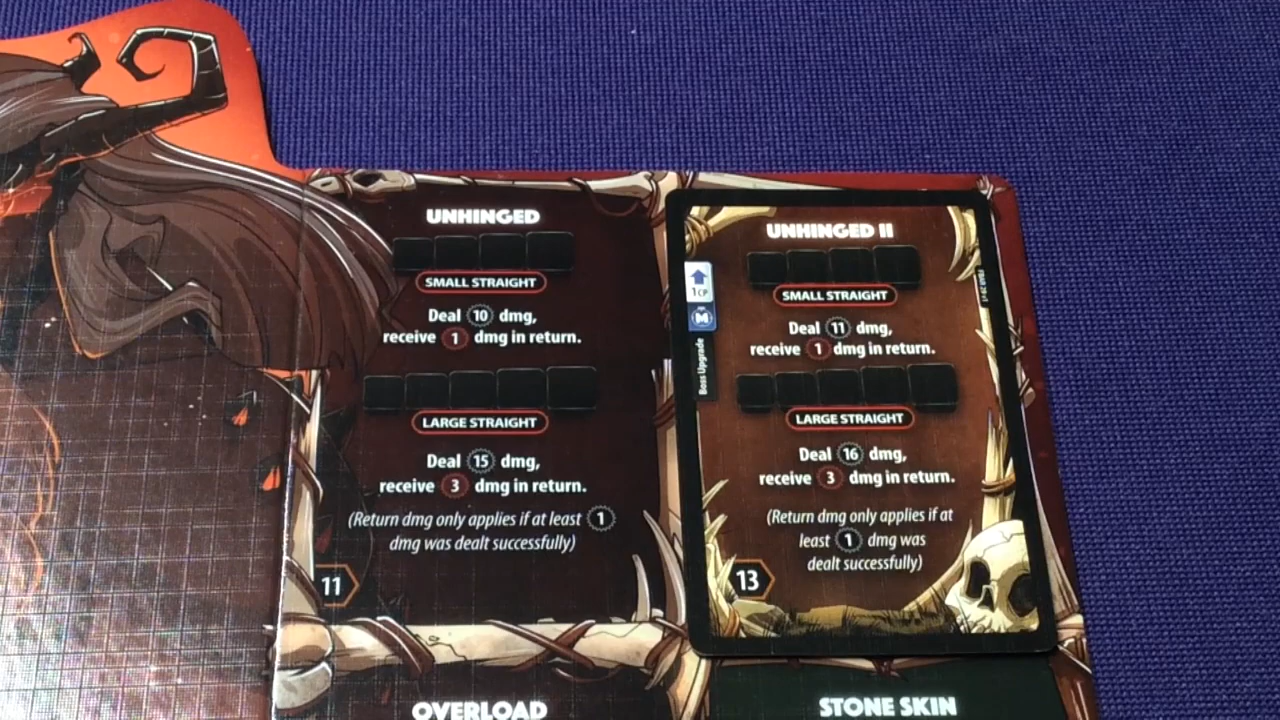 UNHINGED
SMALL STRAIGHT
Deal 10 dmg,
receive 1 dmg in return.
LARGE STRAIGHT
Deal 15 dmg,
receive 3 dmg in return.
(Return dmg only applies if at least 1
dmg was dealt successfully)
11
OVERLOAD
UNHINGED II
1 CP
M
Boss Upgrade
SMALL STRAIGHT
Deal 11 dmg,
receive 1 dmg in return.
LARGE STRAIGHT
Deal 16 dmg,
receive 3 dmg in return.
(Return dmg only applies if at
least 1 dmg was
dealt successfully)
13
STONE SKIN